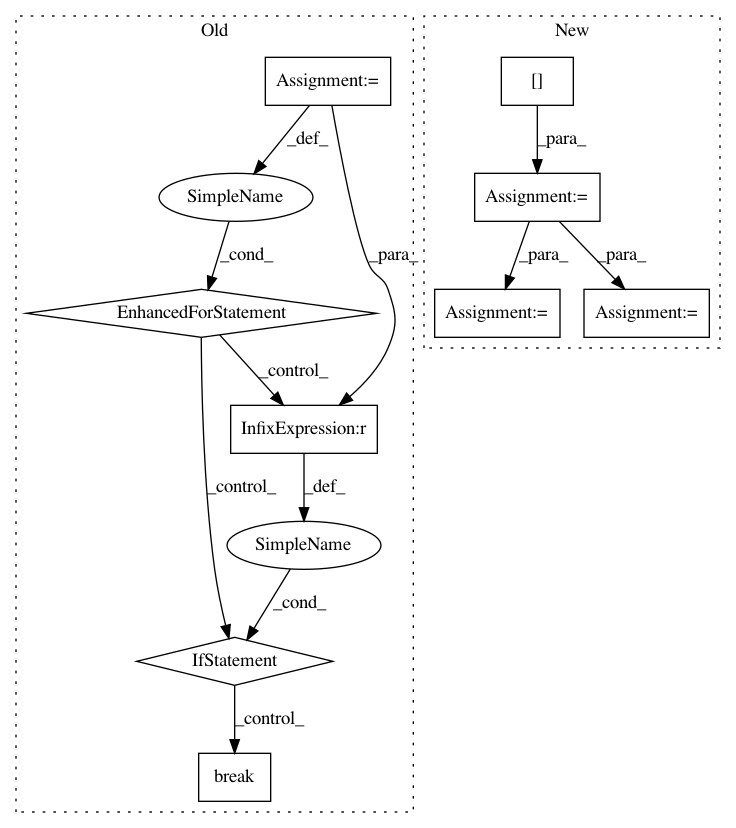 Old
New
Assignment:=
[]
_def_
_para_
SimpleName
Assignment:=
_cond_
_para_
_para_
_para_
EnhancedForStatement
Assignment:=
Assignment:=
_control_
InfixExpression:r
_control_
_def_
SimpleName
_cond_
IfStatement
_control_
break